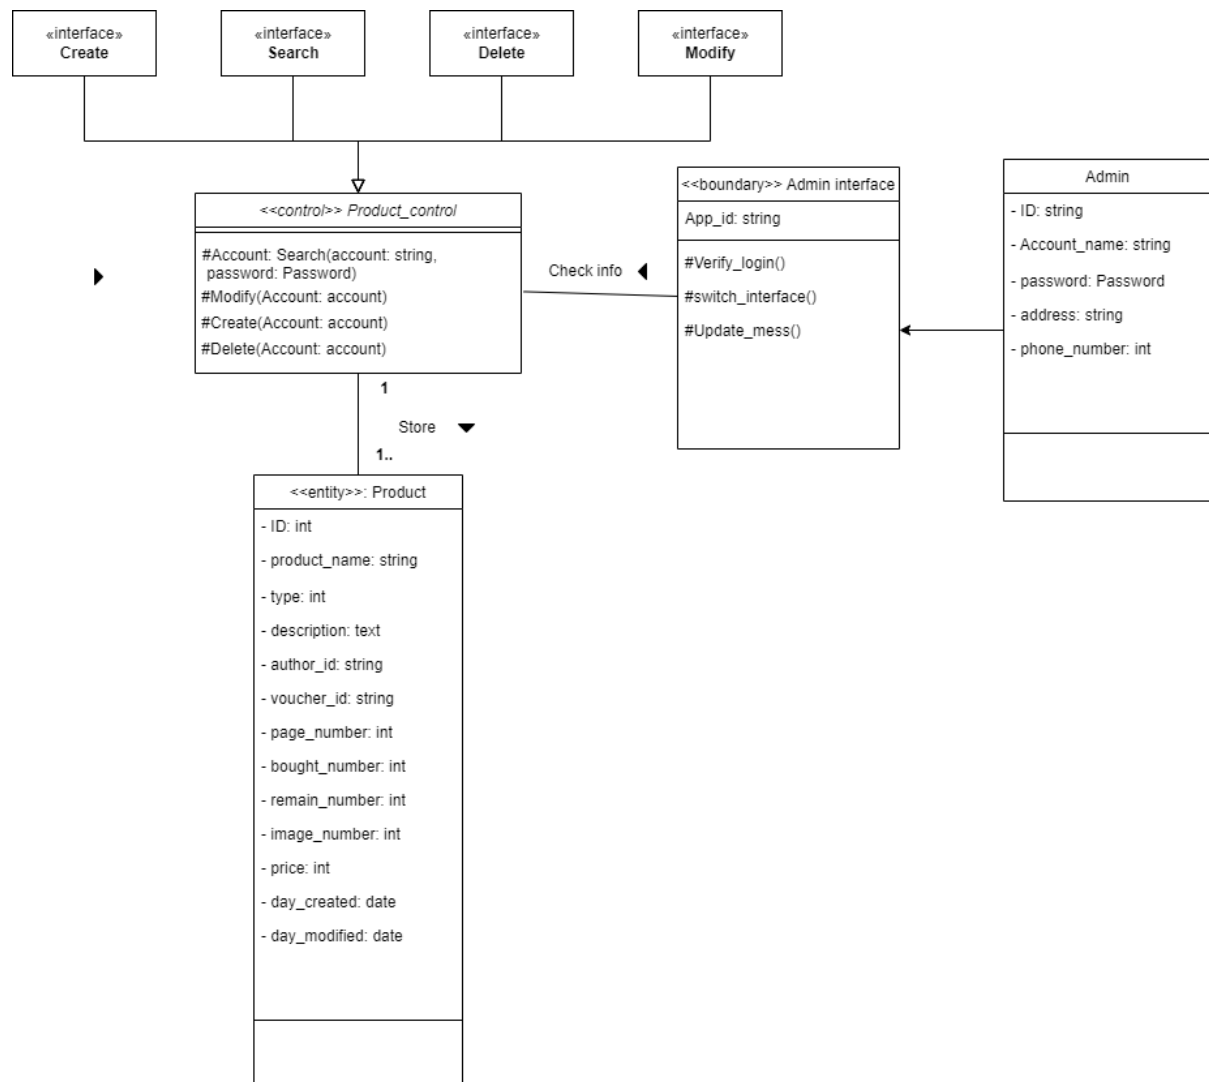 «interface»
Create
«interface»
Search
«interface»
Delete
«interface»
Modify
<<control>> Product_control
#Account: Search(account: string,
password: Password)
#Modify(Account: account)
#Create(Account: account)
#Delete(Account: account)
Check info
<<boundary>> Admin interface
App_id: string
#Verify_login()
#switch_interface()
#Update_mess()
Admin
- ID: string
- Account_name: string
- password: Password
- address: string
- phone_number: int
1
Store
1..
<<entity>>: Product
- ID: int
- product_name: string
- type: int
- description: text
- author_id: string
- voucher_id: string
- page_number: int
- bought_number: int
- remain_number: int
- image_number: int
- price: int
- day_created: date
- day_modified: date